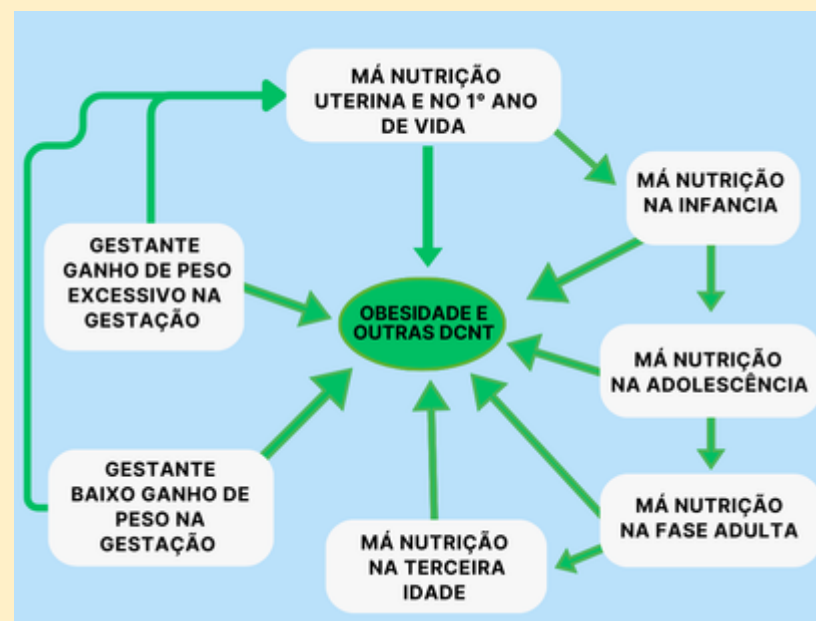 MÁ NUTRIÇÃO
UTERINA E NO 1° ANO
DE VIDA
MÁ NUTRIÇÃO
NA INFANCIA
GESTANTE
GANHO DE PESO
EXCESSIVO NA
GESTAÇÃO
OBESIDADE E
OUTRAS DCNT
MÁ NUTRIÇÃO
NA ADOLESCÊNCIA
GESTANTE
BAIXO GANHO DE
PESO NA
GESTAÇÃO
MÁ NUTRIÇÃO
NA FASE ADULTA
MÁ NUTRIÇÃO
NA TERCEIRA
IDADE